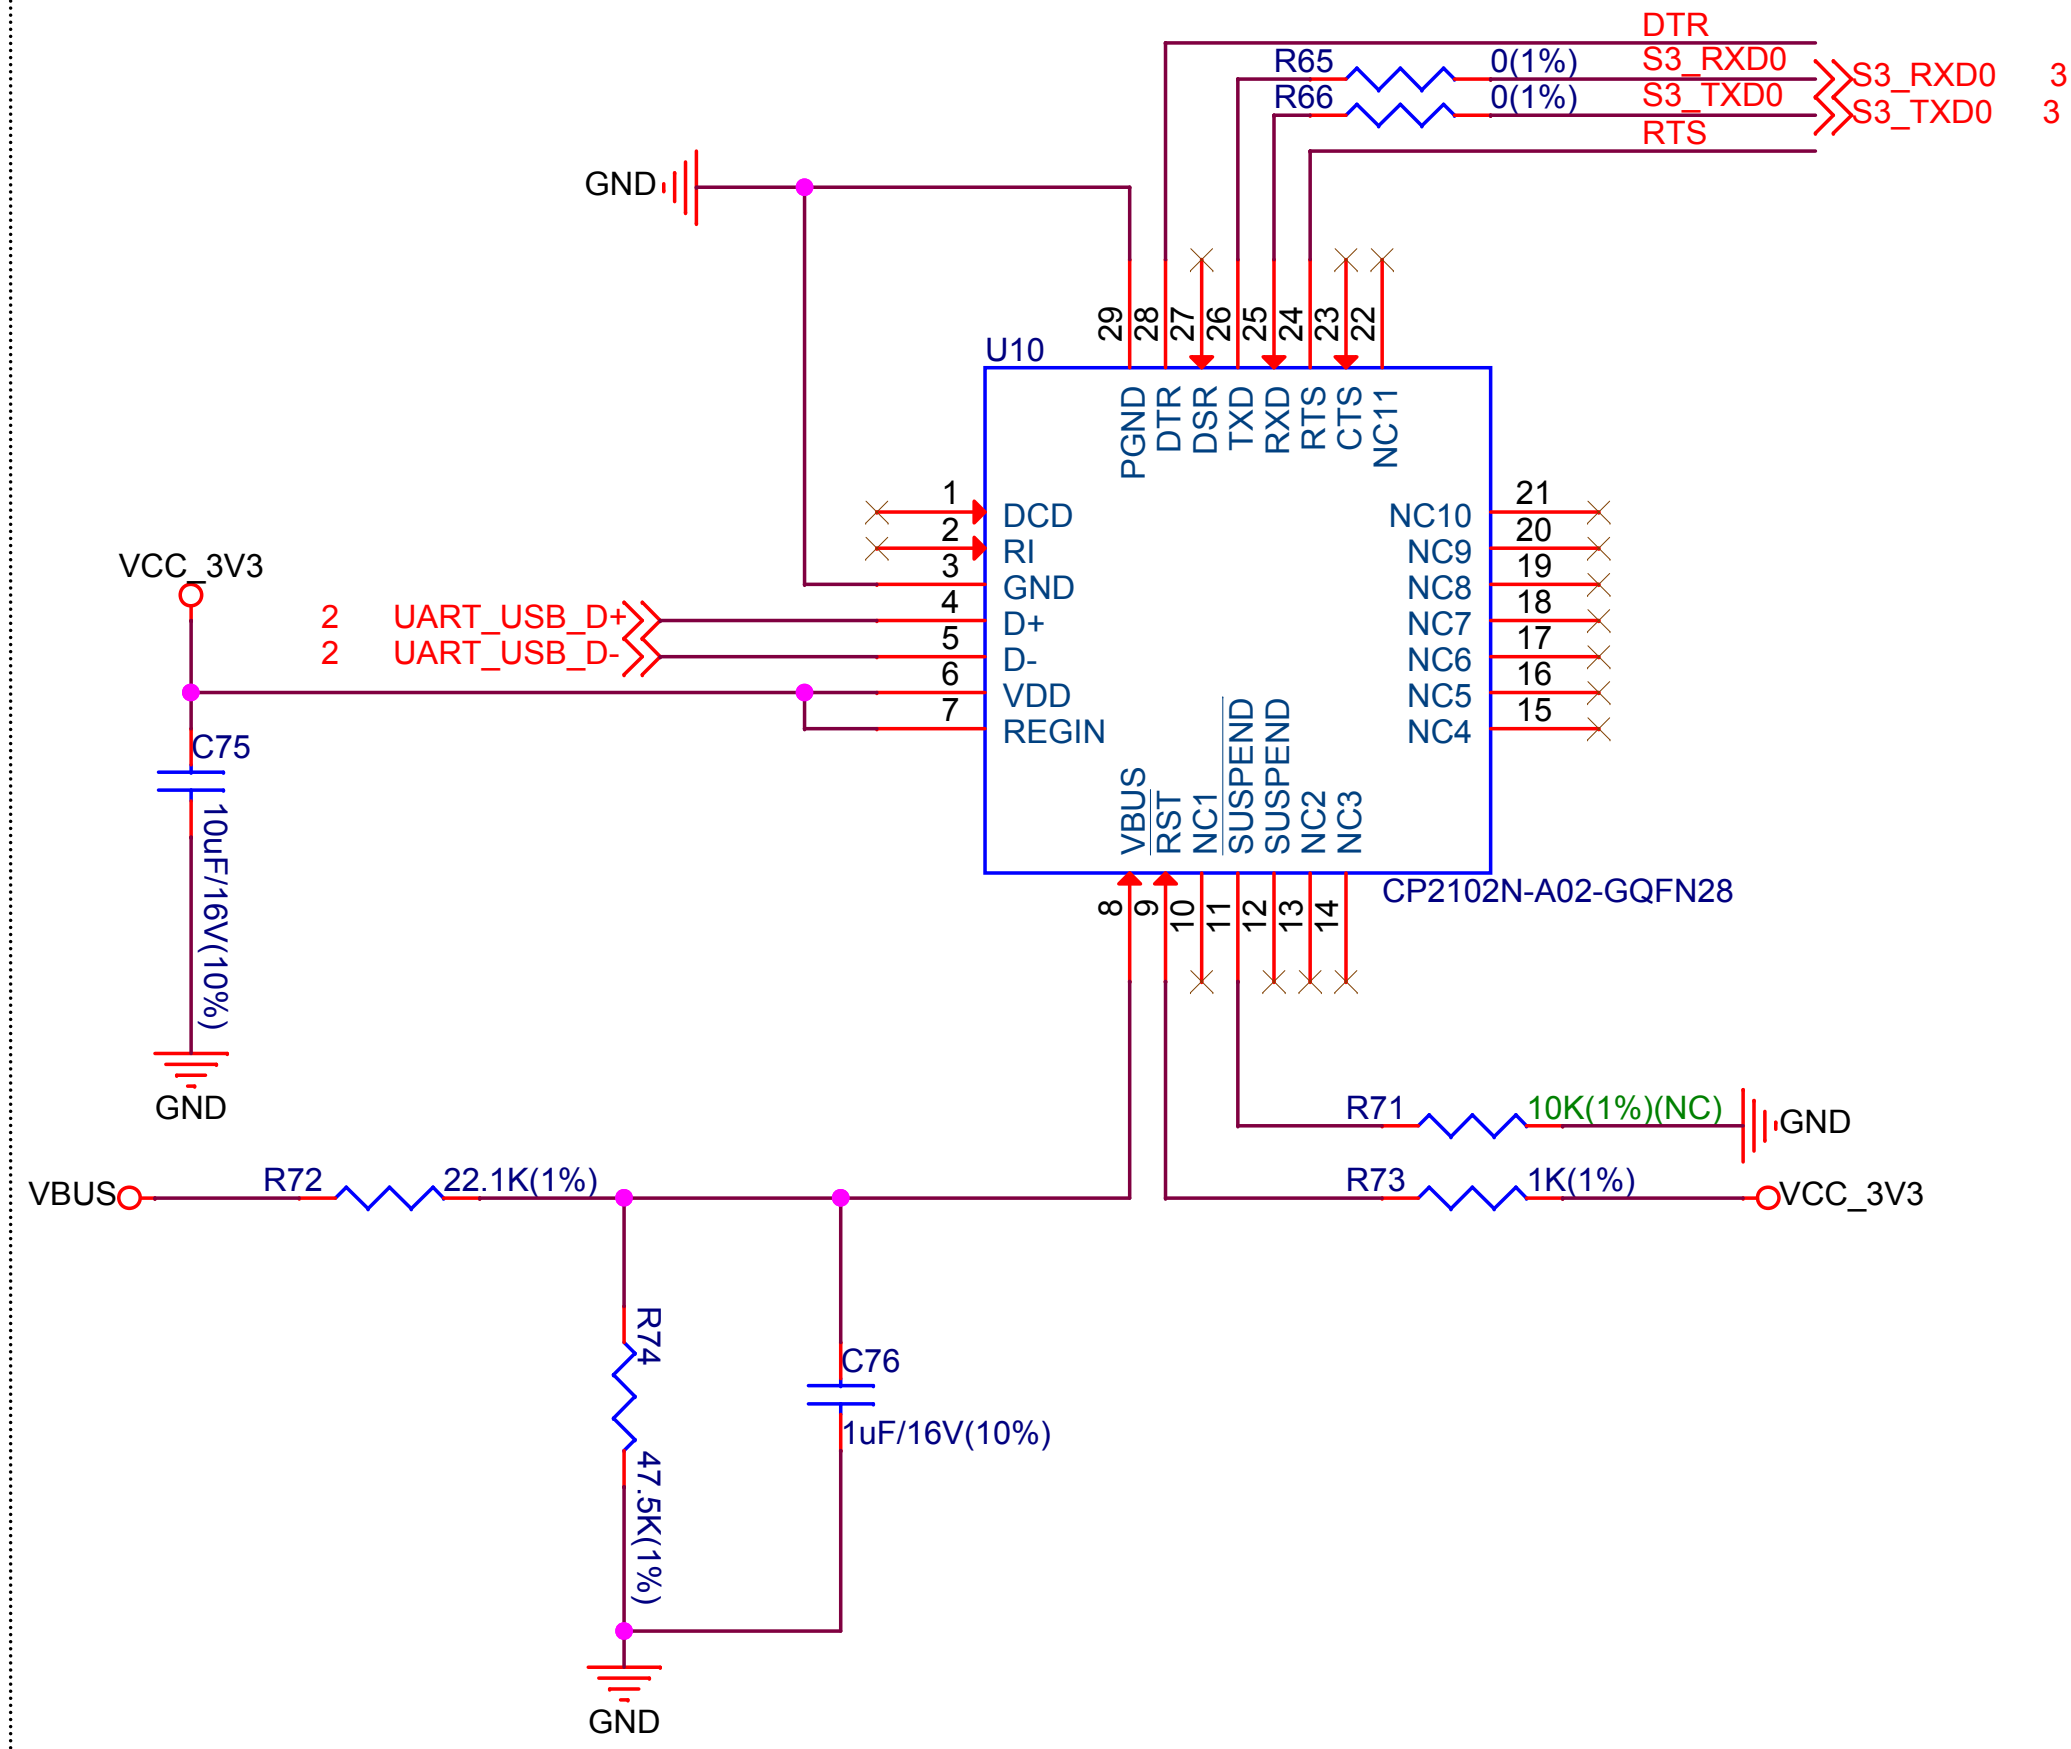 DTR
R65 0(1%) S3_RXD0 S3_RXD0 3
R66 0(1%) S3_TXD0 S3_TXD0 3
RTS
GND
29 28 27 26 25 24 23 22
U10
PGND DTR DSR TXD RXD RTS CTS NC11
1 DCD
2 RI
3 GND
4 D+
5 D-
6 VDD
7 REGIN
NC10 21
NC9 20
NC8 19
NC7 18
NC6 17
NC5 16
NC4 15
VCC_3V3
2 UART_USB_D+
2 UART_USB_D-
C75
10uF/16V(10%)
GND
VBUS RST NC1 SUSPEND SUSPEND NC2 NC3
CP2102N-A02-GQFN28
8 9 10 11 12 13 14
R71 10K(1%)(NC) GND
VBUS R72 22.1K(1%)
R73 1K(1%) VCC_3V3
R74
47.5K(1%)
C76
1uF/16V(10%)
GND